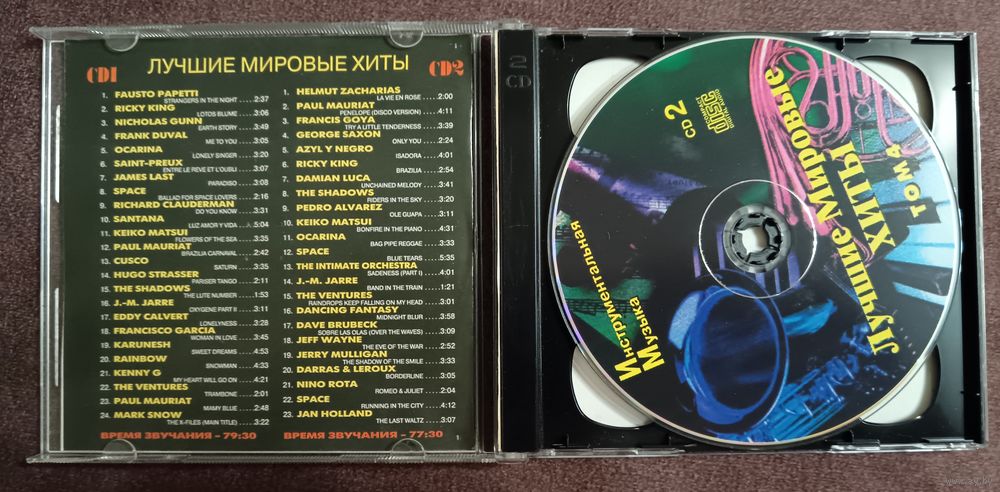 CD1 ЛУЧШИЕ МИРОВЫЕ ХИТЫ CD2
1. FAUSTO PAPETTI
STRANGERS IN THE NIGHT ....2:37
2. RICKY KING
LOTOS BLUME ....3:06
3. NICHOLAS GUNN
EARTH STORY ....3:49
4. FRANK DUVAL
ME TO YOU ....3:05
5. OCARINA
LONELY SINGER ....3:20
6. SAINT-PREUX
ENTRE LE REVE ET L'OUBLI ....3:07
7. JAMES LAST
PARADISO ....3:08
8. SPACE
BALLAD FOR SPACE LOVERS ....2:16
9. RICHARD CLAUDERMAN
DO YOU KNOW ....3:31
10. SANTANA
LUZ AMOR Y VIDA ....5:04
11. KEIKO MATSUI
FLOWERS OF THE SEA ....3:35
12. PAUL MAURIAT
BRAZILIA CARNAVAL ....2:42
13. CUSCO
SATURN ....3:35
14. HUGO STRASSER
PARISER TANGO ....2:11
15. THE SHADOWS
THE LUTE NUMBER ....1:53
16. J.-M. JARRE
OXYGENE PART II ....3:09
17. EDDY CALVERT
LONELYNESS ....3:28
18. FRANCISCO GARCIA
WOMAN IN LOVE ....3:45
19. KARUNESH
SWEET DREAMS ....4:53
20. RAINBOW
SNOWMAN ....4:33
21. KENNY G
MY HEART WILL GO ON ....4:21
22. THE VENTURES
TRAMBONE ....2:01
23. PAUL MAURIAT
MAMY BLUE ....2:48
24. MARK SNOW
THE X-FILES (MAIN TITLE) ....3:22
ВРЕМЯ ЗВУЧАНИЯ - 79:30
1. HELMUT ZACHARIAS
LA VIE EN ROSE ....2:00
2. PAUL MAURIAT
PENELOPE (DISCO VERSION) ....4:11
3. FRANCIS GOYA
TRY A LITTLE TENDERNESS ....3:39
4. GEORGE SAXON
ONLY YOU ....2:24
5. AZYL Y NEGRO
ISADORA ....4:01
6. RICKY KING
BRAZILIA ....2:54
7. DAMIAN LUCA
UNCHAINED MELODY ....3:41
8. THE SHADOWS
RIDERS IN THE SKY ....3:20
9. PEDRO ALVAREZ
OLE GUAPA ....3:11
10. KEIKO MATSUI
BONFIRE IN THE PIANO ....4:31
11. OCARINA
BAG PIPE REGGAE ....3:33
12. SPACE
BLUE TEARS ....5:35
13. THE INTIMATE ORCHESTRA
SADENESS (PART I) ....4:01
14. J.-M. JARRE
BAND IN THE TRAIN ....1:21
15. THE VENTURES
RAINDROPS KEEP FALLING ON MY HEAD ....3:01
16. DANCING FANTASY
MIDNIGHT BLUR ....3:58
17. DAVE BRUBECK
SOBRE LAS OLAS (OVER THE WAVES) ....3:09
18. JEFF WAYNE
THE EVE OF THE WAR ....2:52
19. JERRY MULLIGAN
THE SHADOW OF THE SMILE ....3:33
20. DARRAS & LEROUX
BORDERLINE ....3:05
21. NINO ROTA
ROMEO & JULIET ....2:04
22. SPACE
RUNNING IN THE CITY ....4:12
23. JAN HOLLAND
THE LAST WALTZ ....3:07
ВРЕМЯ ЗВУЧАНИЯ - 77:30
2 CD
CD 2
COMPACT
disc
DIGITAL AUDIO
Лучшие Мировые
ХИТЫ
ТОМ 4
Инструментальная
Музыка